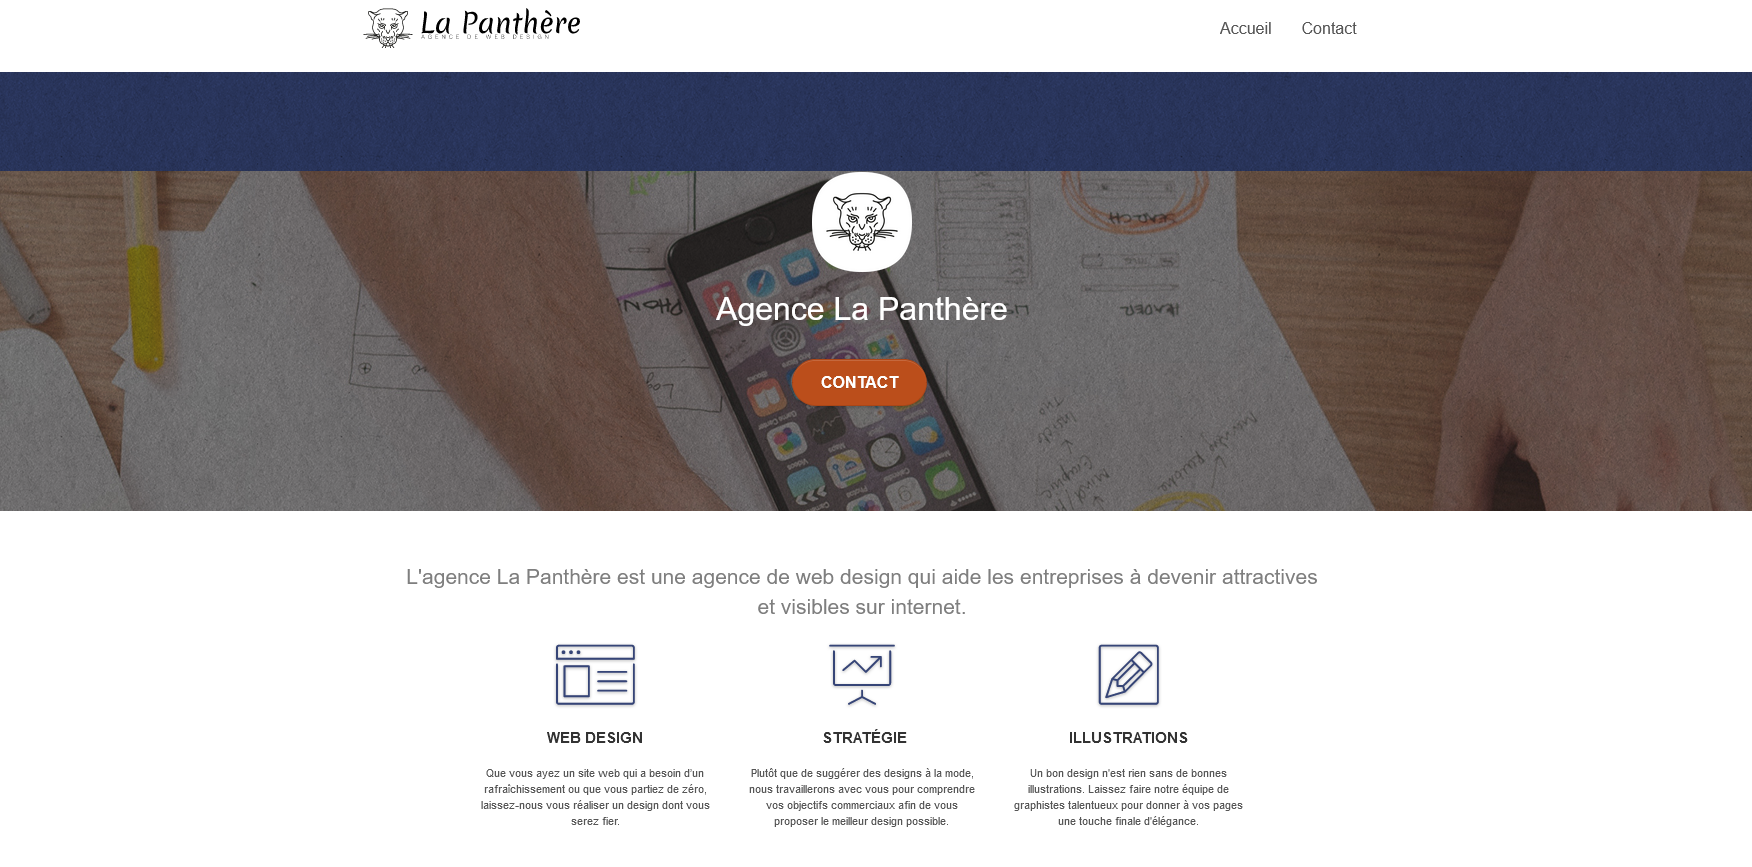 La Panthère
AGENCE DE WEB DESIGN
Accueil
Contact
Agence La Panthère
CONTACT
L'agence La Panthère est une agence de web design qui aide les entreprises à devenir attractives
et visibles sur internet.
WEB DESIGN
Que vous ayez un site web qui a besoin d'un
rafraîchissement ou que vous partiez de zéro,
laissez-nous vous réaliser un design dont vous
serez fier.
STRATÉGIE
Plutôt que de suggérer des designs à la mode,
nous travaillerons avec vous pour comprendre
vos objectifs commerciaux afin de vous
proposer le meilleur design possible.
ILLUSTRATIONS
Un bon design n'est rien sans de bonnes
illustrations. Laissez faire notre équipe de
graphistes talentueux pour donner à vos pages
une touche finale d'élégance.